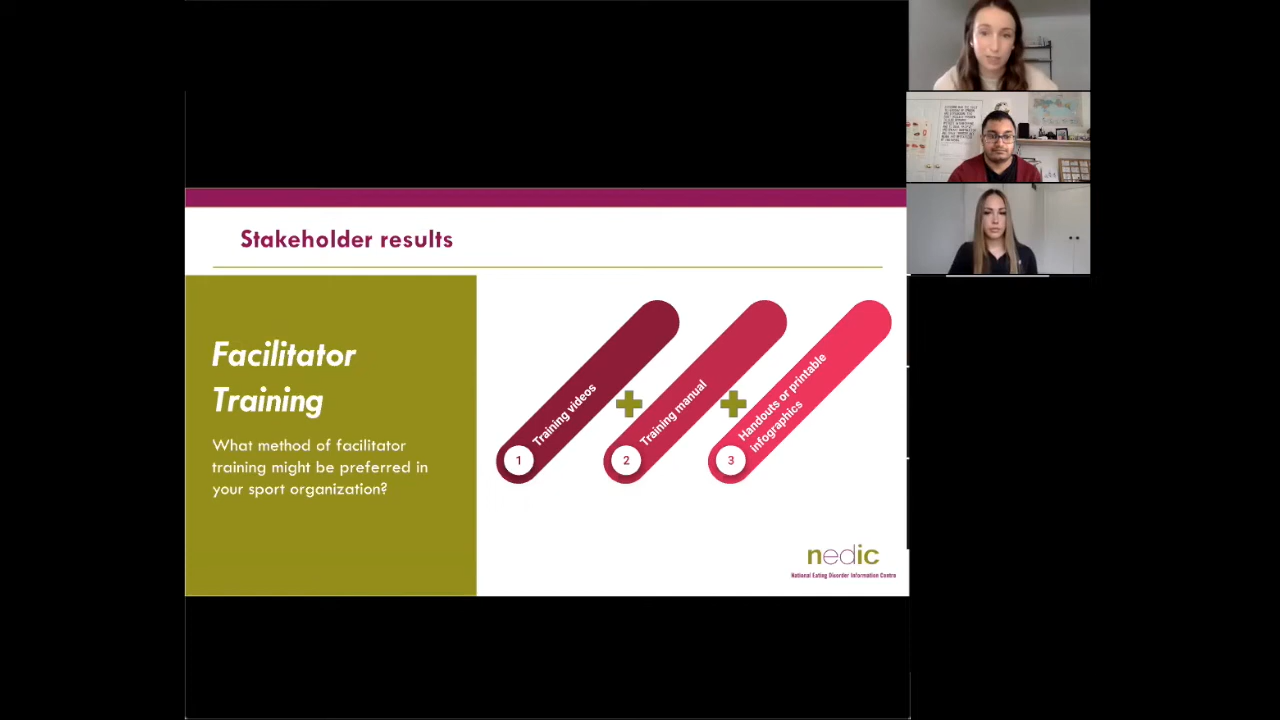 Stakeholder results
Facilitator
Training
What method of facilitator
training might be preferred in
your sport organization?
1
Training videos
2
Training manual
3
Handouts or printable
infographics
nedic
National Eating Disorder Information Centre